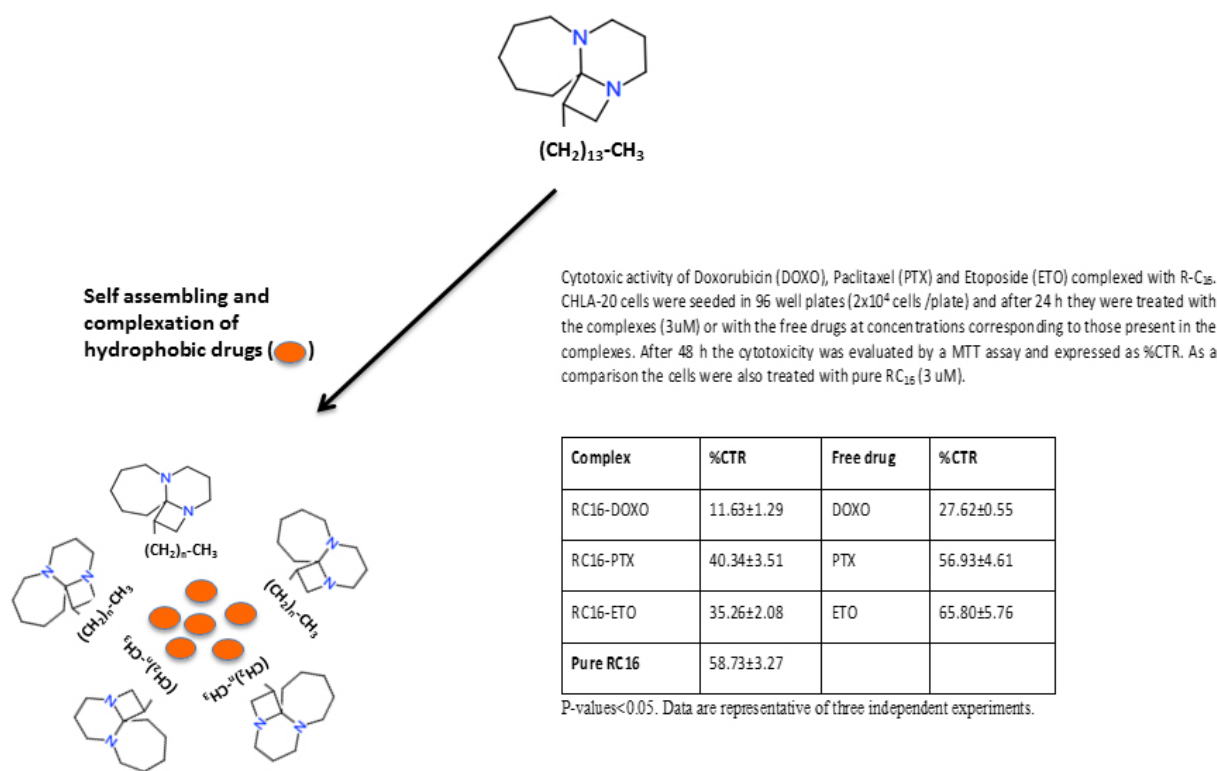 N
N
(CH₂)₁₃-CH₃
Self assembling and
complexation of
hydrophobic drugs ( )
Cytotoxic activity of Doxorubicin (DOXO), Paclitaxel (PTX) and Etoposide (ETO) complexed with R-C₁₆.
CHLA-20 cells were seeded in 96 well plates (2x10⁴ cells /plate) and after 24 h they were treated with
the complexes (3uM) or with the free drugs at concentrations corresponding to those present in the
complexes. After 48 h the cytotoxicity was evaluated by a MTT assay and expressed as %CTR. As a
comparison the cells were also treated with pure RC₁₆ (3 uM).
Complex %CTR Free drug %CTR
RC16-DOXO 11.63±1.29 DOXO 27.62±0.55
RC16-PTX 40.34±3.51 PTX 56.93±4.61
RC16-ETO 35.26±2.08 ETO 65.80±5.76
Pure RC16 58.73±3.27
P-values<0.05. Data are representative of three independent experiments.
N
N
(CH₂)ₙ-CH₃
N
N
(CH₂)ₙ-CH₃
N
N
(CH₂)ₙ-CH₃
N
N
(CH₂)ₙ-CH₃
N
N
(CH₂)ₙ-CH₃